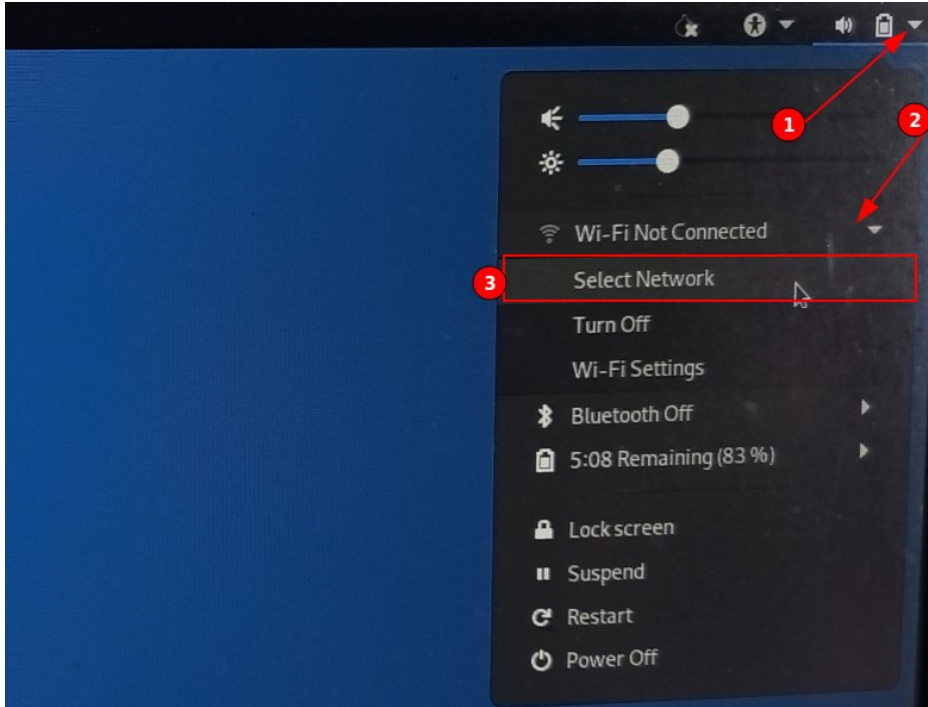 1
2
Wi-Fi Not Connected
3
Select Network
Turn Off
Wi-Fi Settings
Bluetooth Off
5:08 Remaining (83 %)
Lock screen
Suspend
Restart
Power Off